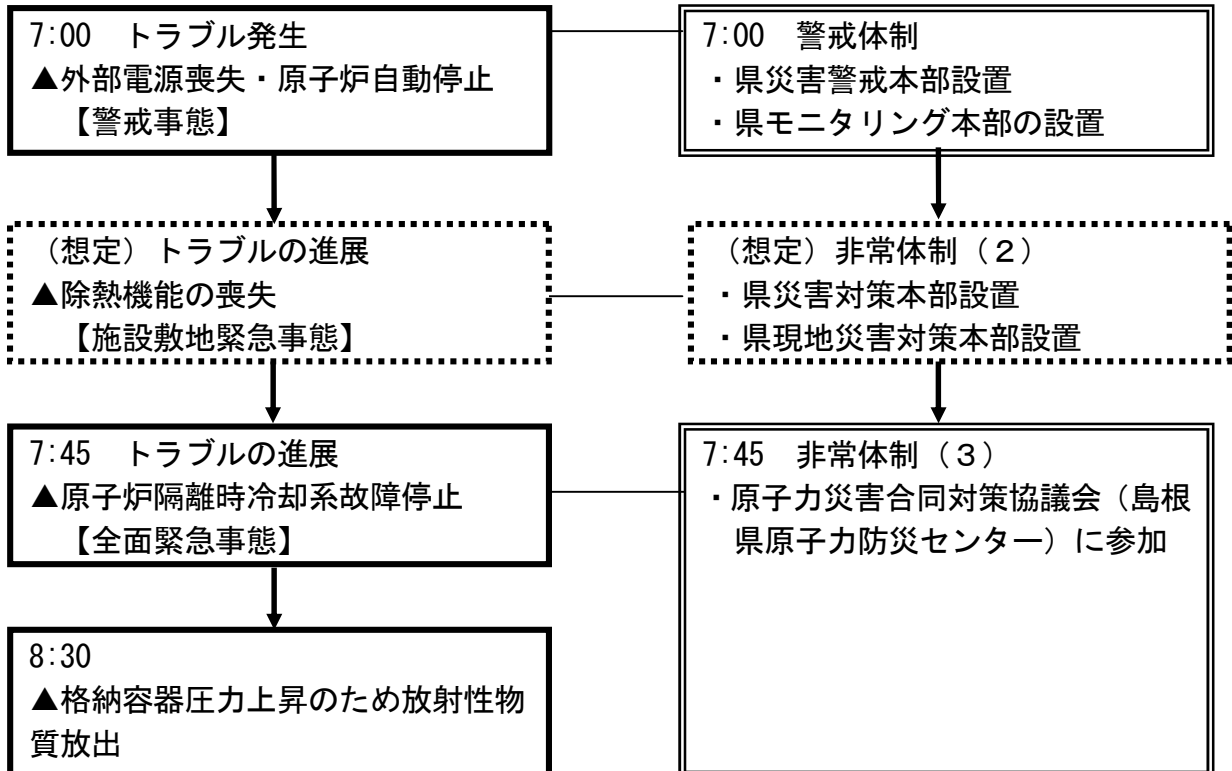 7:00　トラブル発生
▲外部電源喪失・原子炉自動停止
【警戒事態】
7:00　警戒体制
・県災害警戒本部設置
・県モニタリング本部の設置
（想定）トラブルの進展
▲除熱機能の喪失
【施設敷地緊急事態】
（想定）非常体制（２）
・県災害対策本部設置
・県現地災害対策本部設置
7:45　トラブルの進展
▲原子炉隔離時冷却系故障停止
【全面緊急事態】
7:45　非常体制（３）
・原子力災害合同対策協議会（島根
県原子力防災センター）に参加
8:30
▲格納容器圧力上昇のため放射性物
質放出